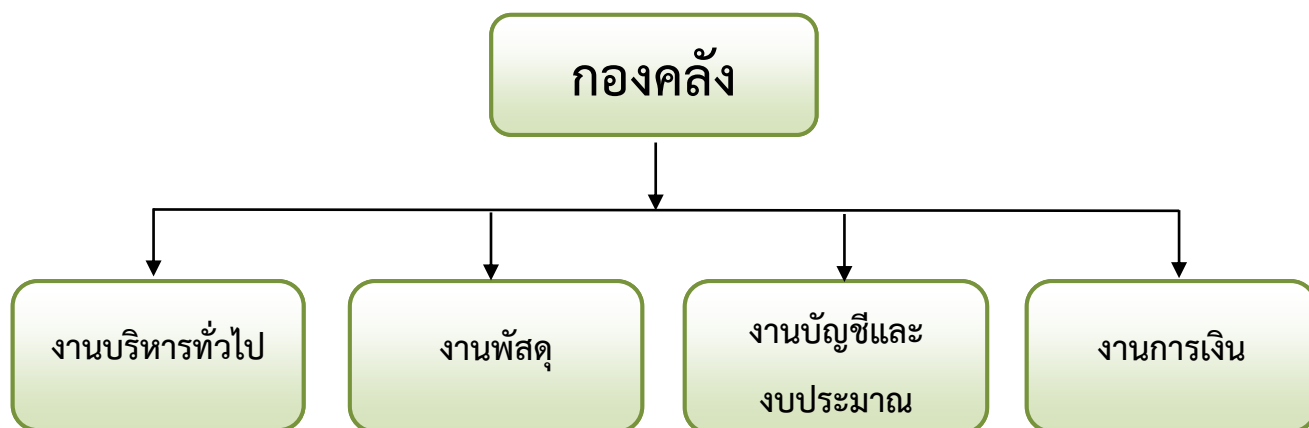 กองคลัง
งานบริหารทั่วไป
งานพัสดุ
งานบัญชีและ
งบประมาณ
งานการเงิน